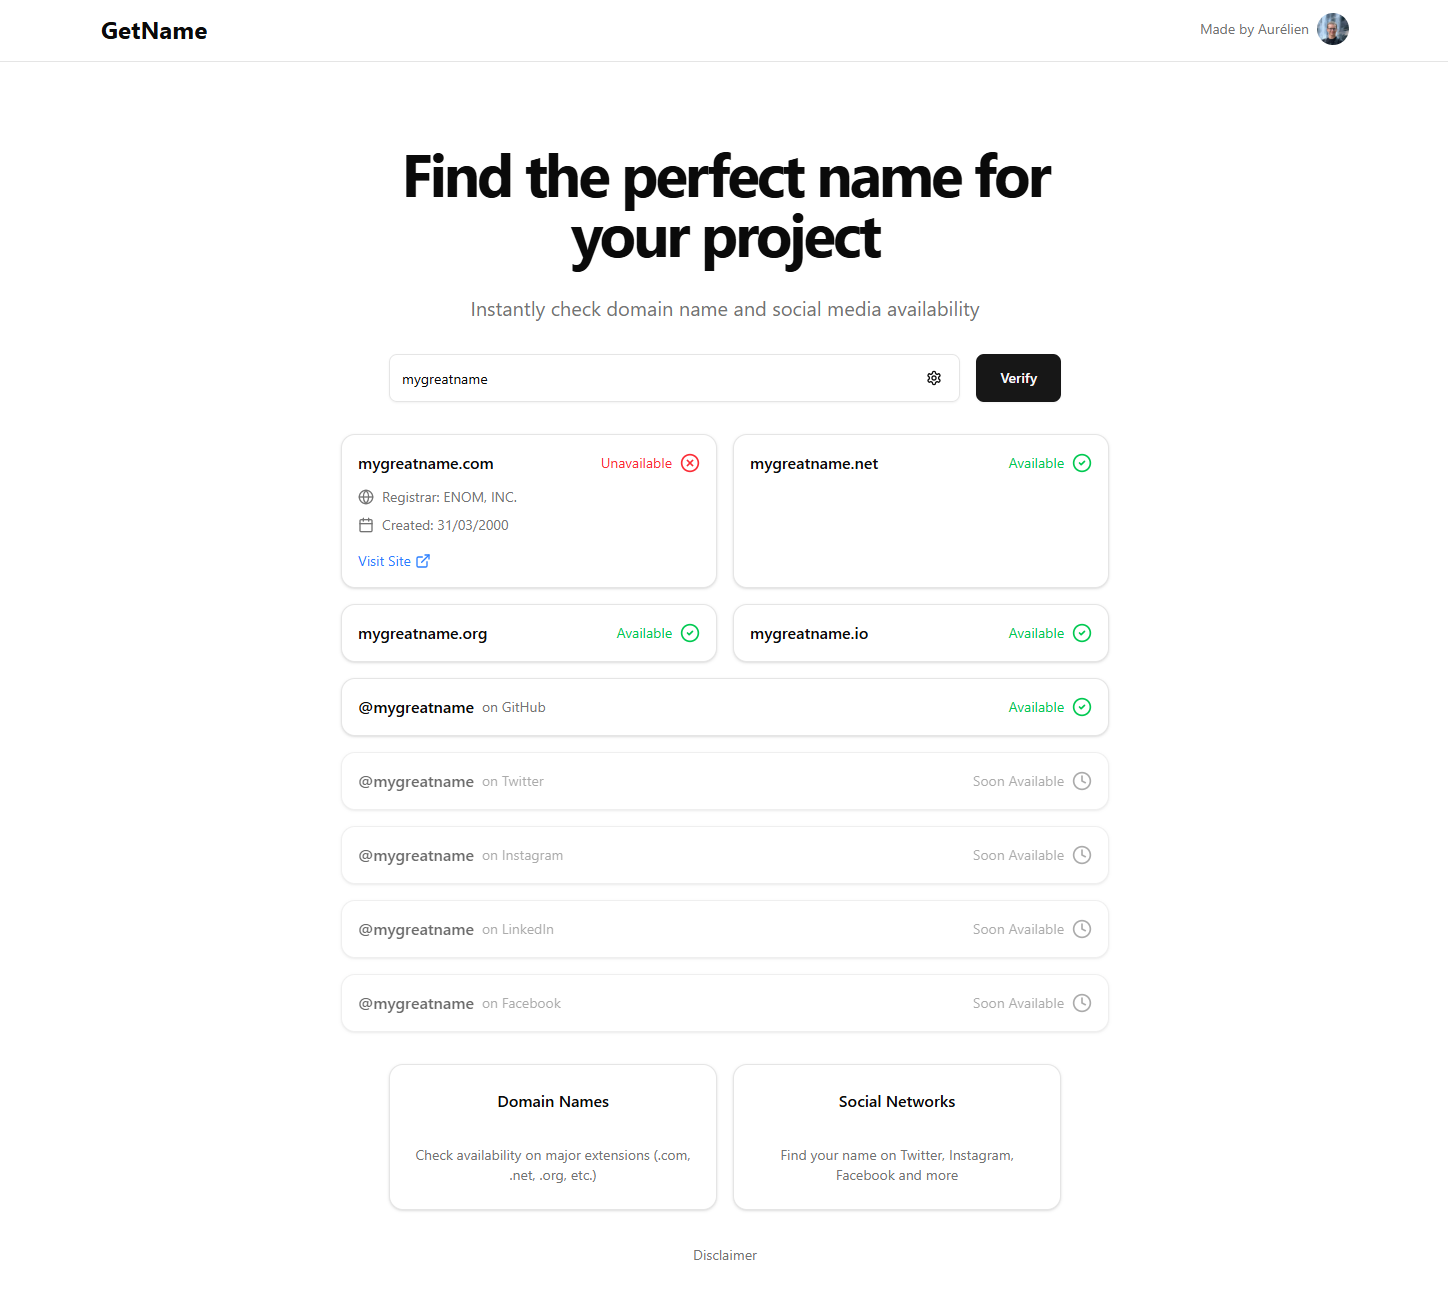 GetName
Made by Aurélien
Find the perfect name for
your project
Instantly check domain name and social media availability
mygreatname
Verify
mygreatname.com
Unavailable
Registrar: ENOM, INC.
Created: 31/03/2000
Visit Site
mygreatname.net
Available
mygreatname.org
Available
mygreatname.io
Available
@mygreatname on GitHub
Available
@mygreatname on Twitter
Soon Available
@mygreatname on Instagram
Soon Available
@mygreatname on LinkedIn
Soon Available
@mygreatname on Facebook
Soon Available
Domain Names
Check availability on major extensions (.com,
.net, .org, etc.)
Social Networks
Find your name on Twitter, Instagram,
Facebook and more
Disclaimer